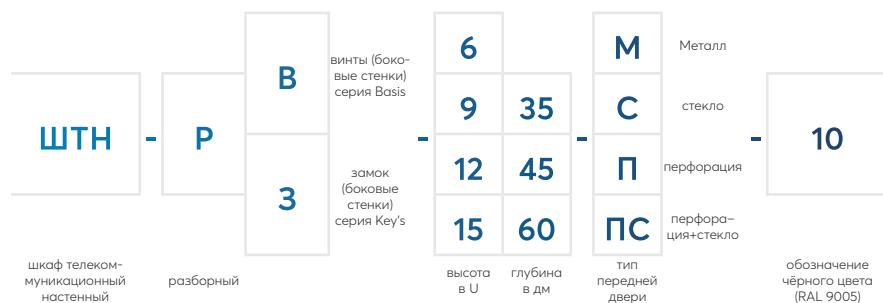 ШТН
-
Р
В
винты (боко-
вые стенки)
серия Basis
З
замок
(боковые
стенки)
серия Key's
-
6
9 35
12 45
15 60
-
М Металл
С стекло
П перфорация
ПС перфора-
ция+стекло
-
10
шкаф телеком-
муникационный
настенный
разборный
высота
в U
глубина
в дм
тип
передней
двери
обозначение
чёрного цвета
(RAL 9005)